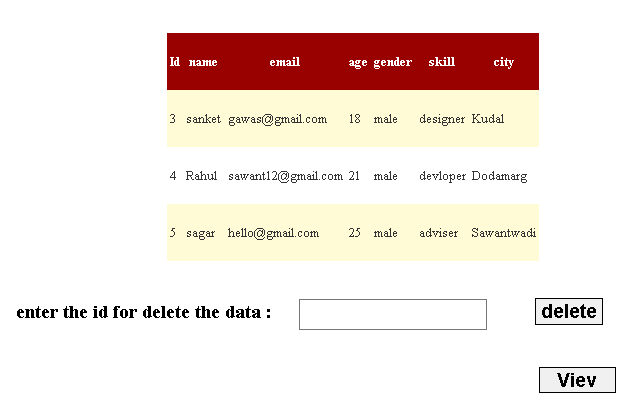 Id name email age gender skill city
3 sanket gawas@gmail.com 18 male designer Kudal
4 Rahul sawant12@gmail.com 21 male devloper Dodamarg
5 sagar hello@gmail.com 25 male adviser Sawantwadi
enter the id for delete the data : delete
Viev